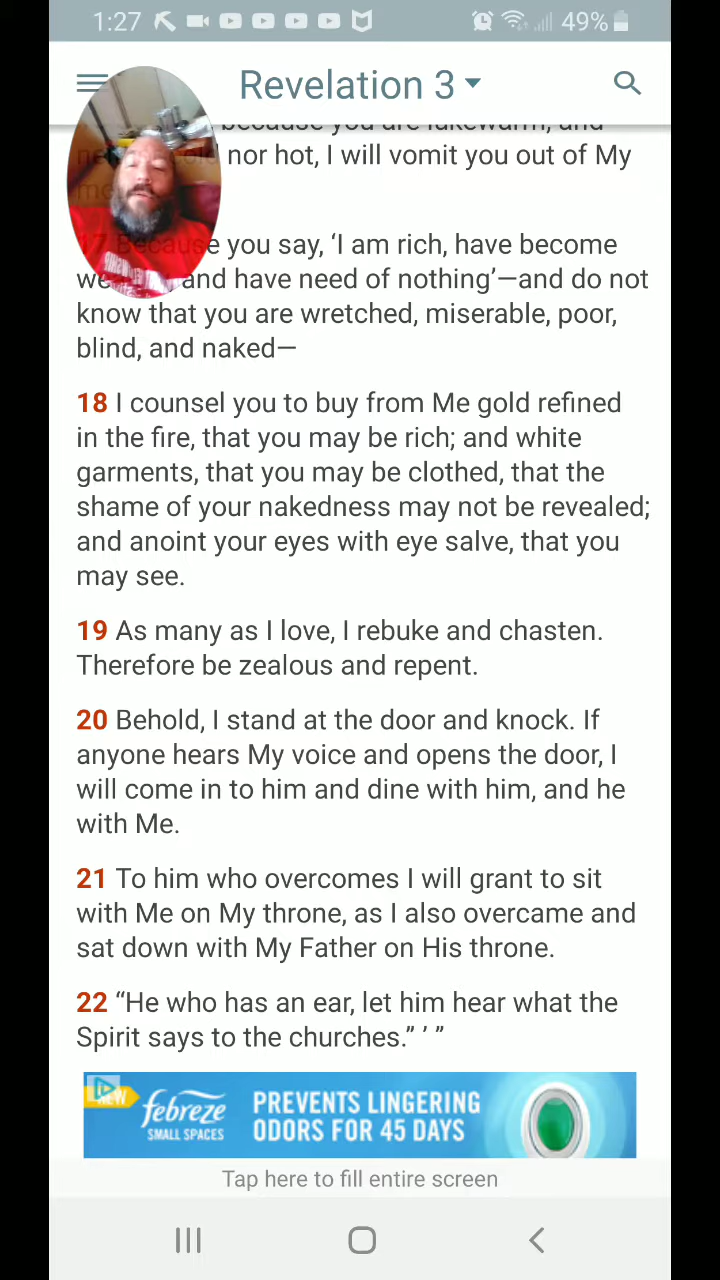 1:27
49%
Revelation 3
because you are lukewarm, and
nor hot, I will vomit you out of My
17 Because you say, ‘I am rich, have become
and have need of nothing’—and do not
know that you are wretched, miserable, poor,
blind, and naked—
18 I counsel you to buy from Me gold refined
in the fire, that you may be rich; and white
garments, that you may be clothed, that the
shame of your nakedness may not be revealed;
and anoint your eyes with eye salve, that you
may see.
19 As many as I love, I rebuke and chasten.
Therefore be zealous and repent.
20 Behold, I stand at the door and knock. If
anyone hears My voice and opens the door, I
will come in to him and dine with him, and he
with Me.
21 To him who overcomes I will grant to sit
with Me on My throne, as I also overcame and
sat down with My Father on His throne.
22 “He who has an ear, let him hear what the
Spirit says to the churches.” ’ ”
NEW
febreze
SMALL SPACES
PREVENTS LINGERING
ODORS FOR 45 DAYS
Tap here to fill entire screen